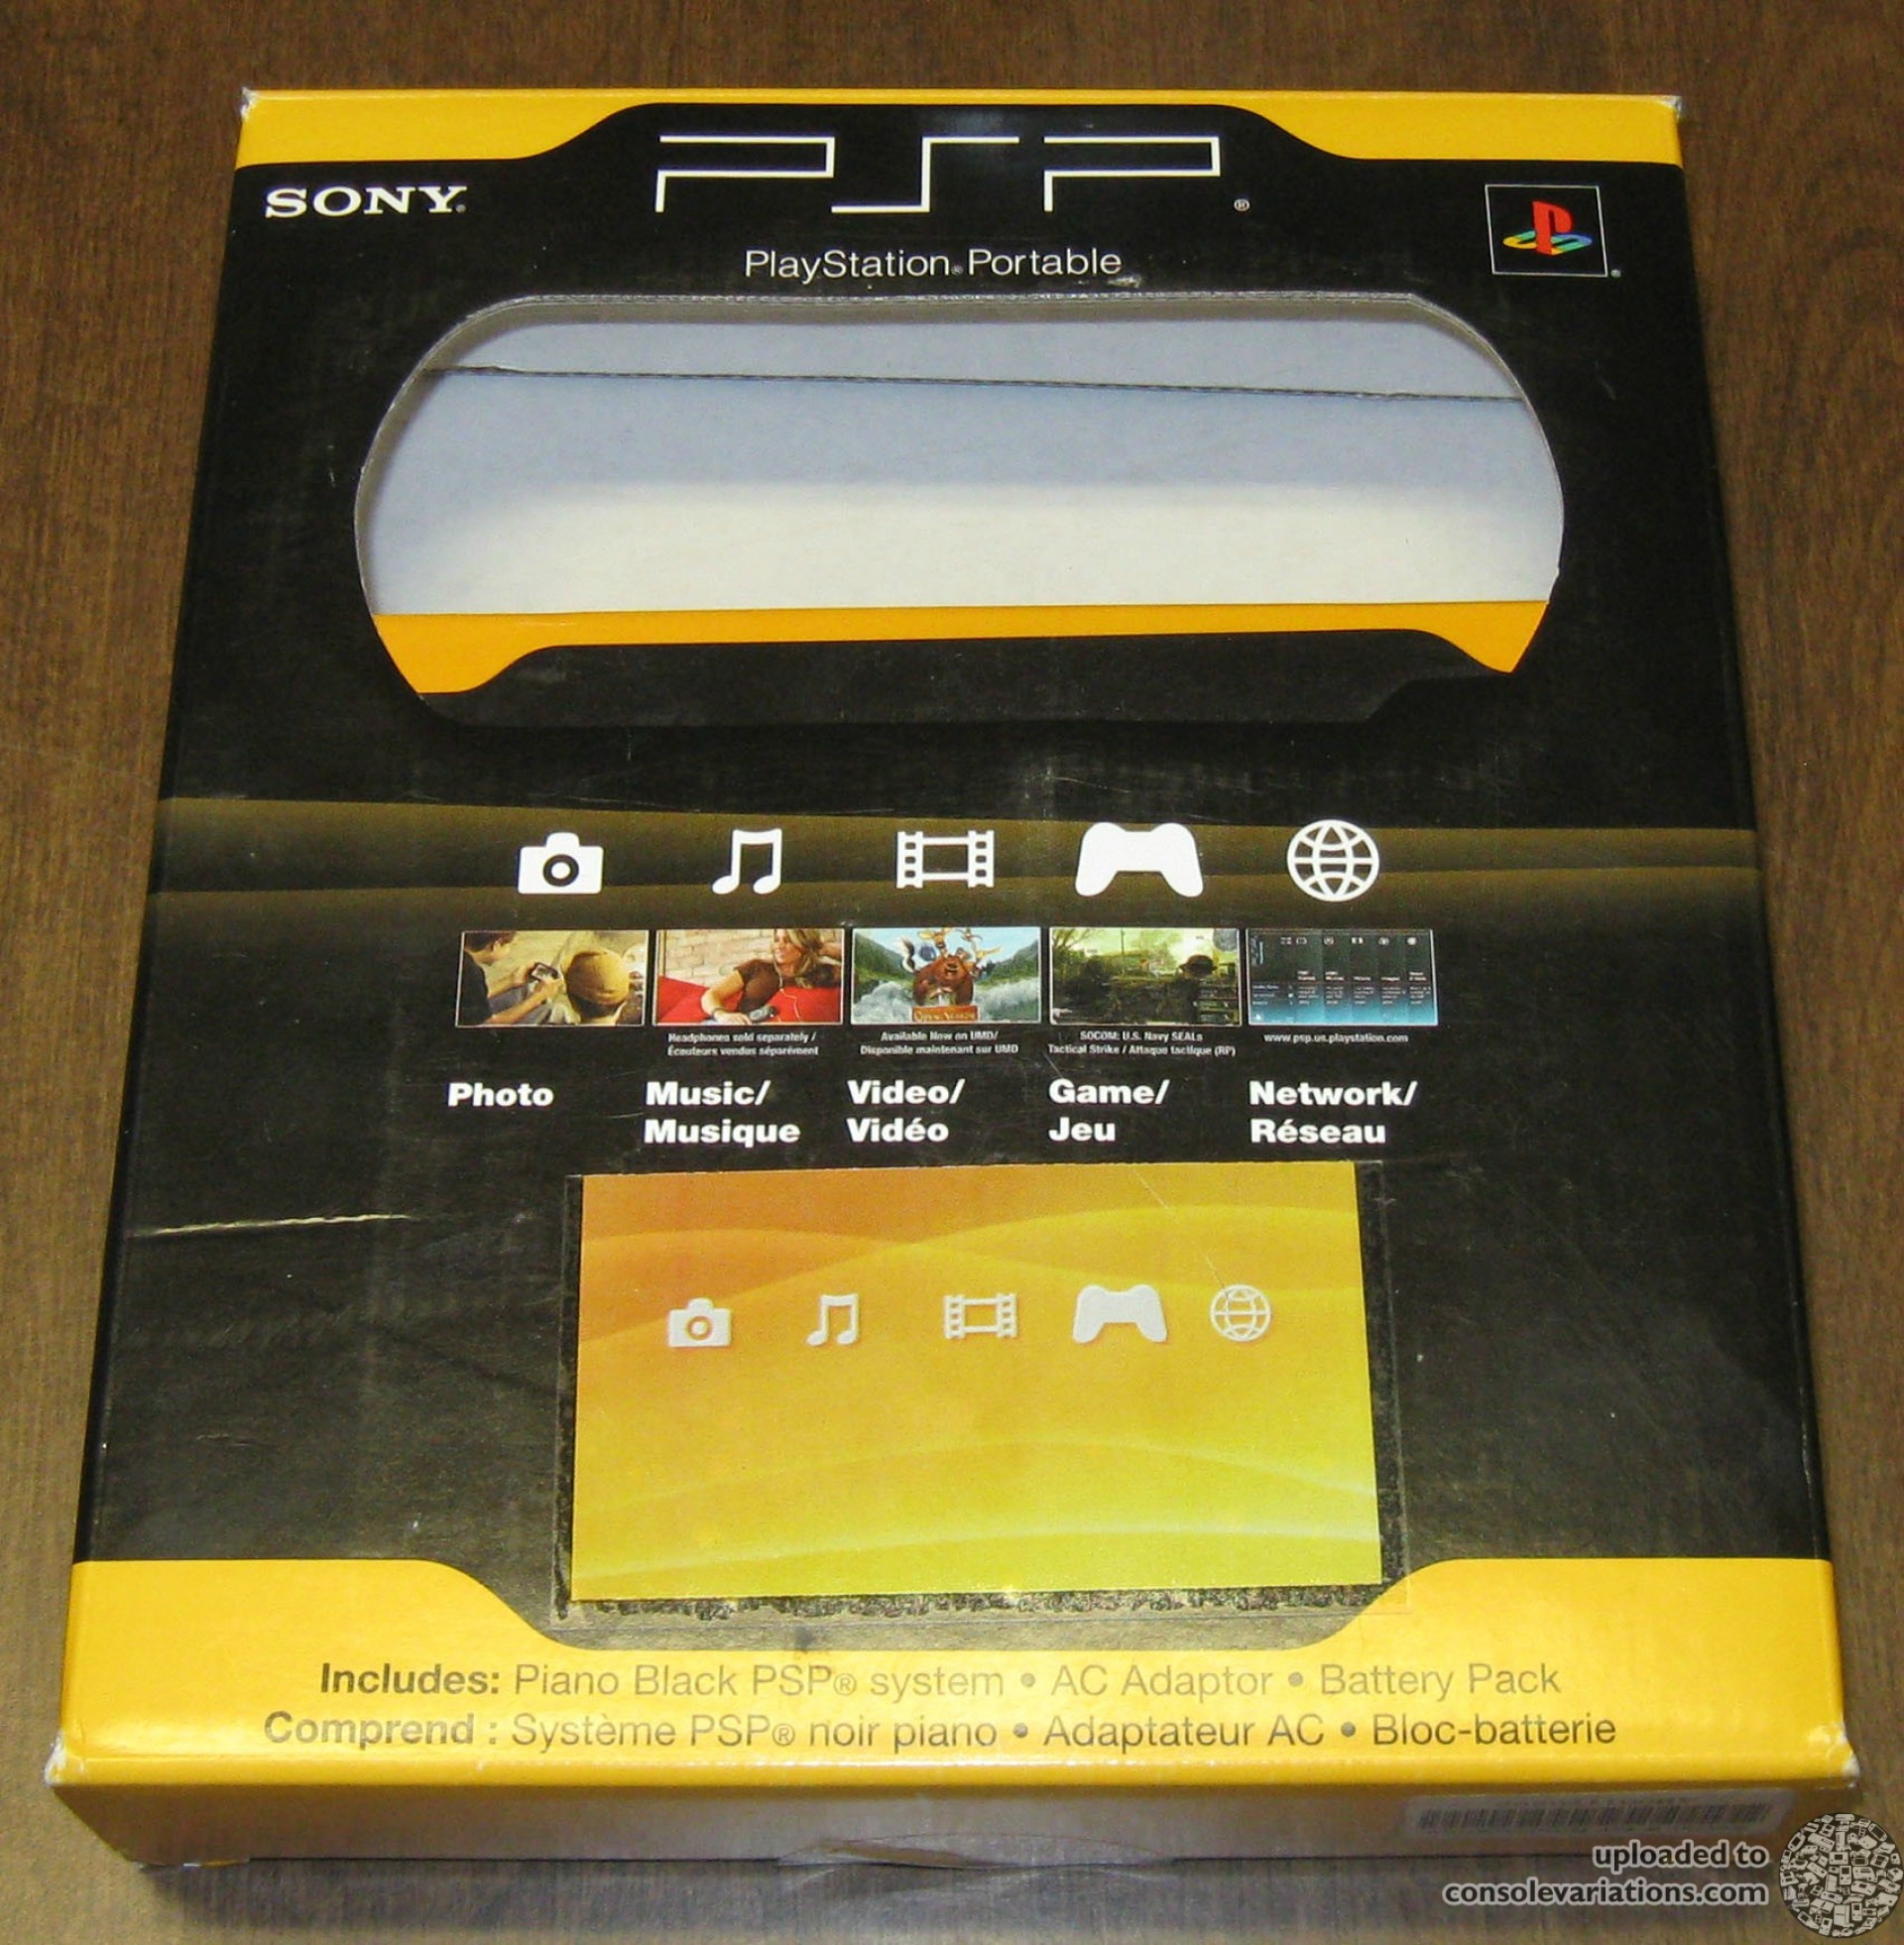 PSP®
SONY®
PlayStation® Portable
Headphones sold separately /
Écouteurs vendus séparément
Available Now on UMD/
Disponible maintenant sur UMD
SOCOM: U.S. Navy SEALs
Tactical Strike / Attaque tactique (RP)
www.psp.us.playstation.com
Photo
Music/
Musique
Video/
Vidéo
Game/
Jeu
Network/
Réseau
Includes: Piano Black PSP® system • AC Adaptor • Battery Pack
Comprend : Système PSP® noir piano • Adaptateur AC • Bloc-batterie
uploaded to
consolevariations.com